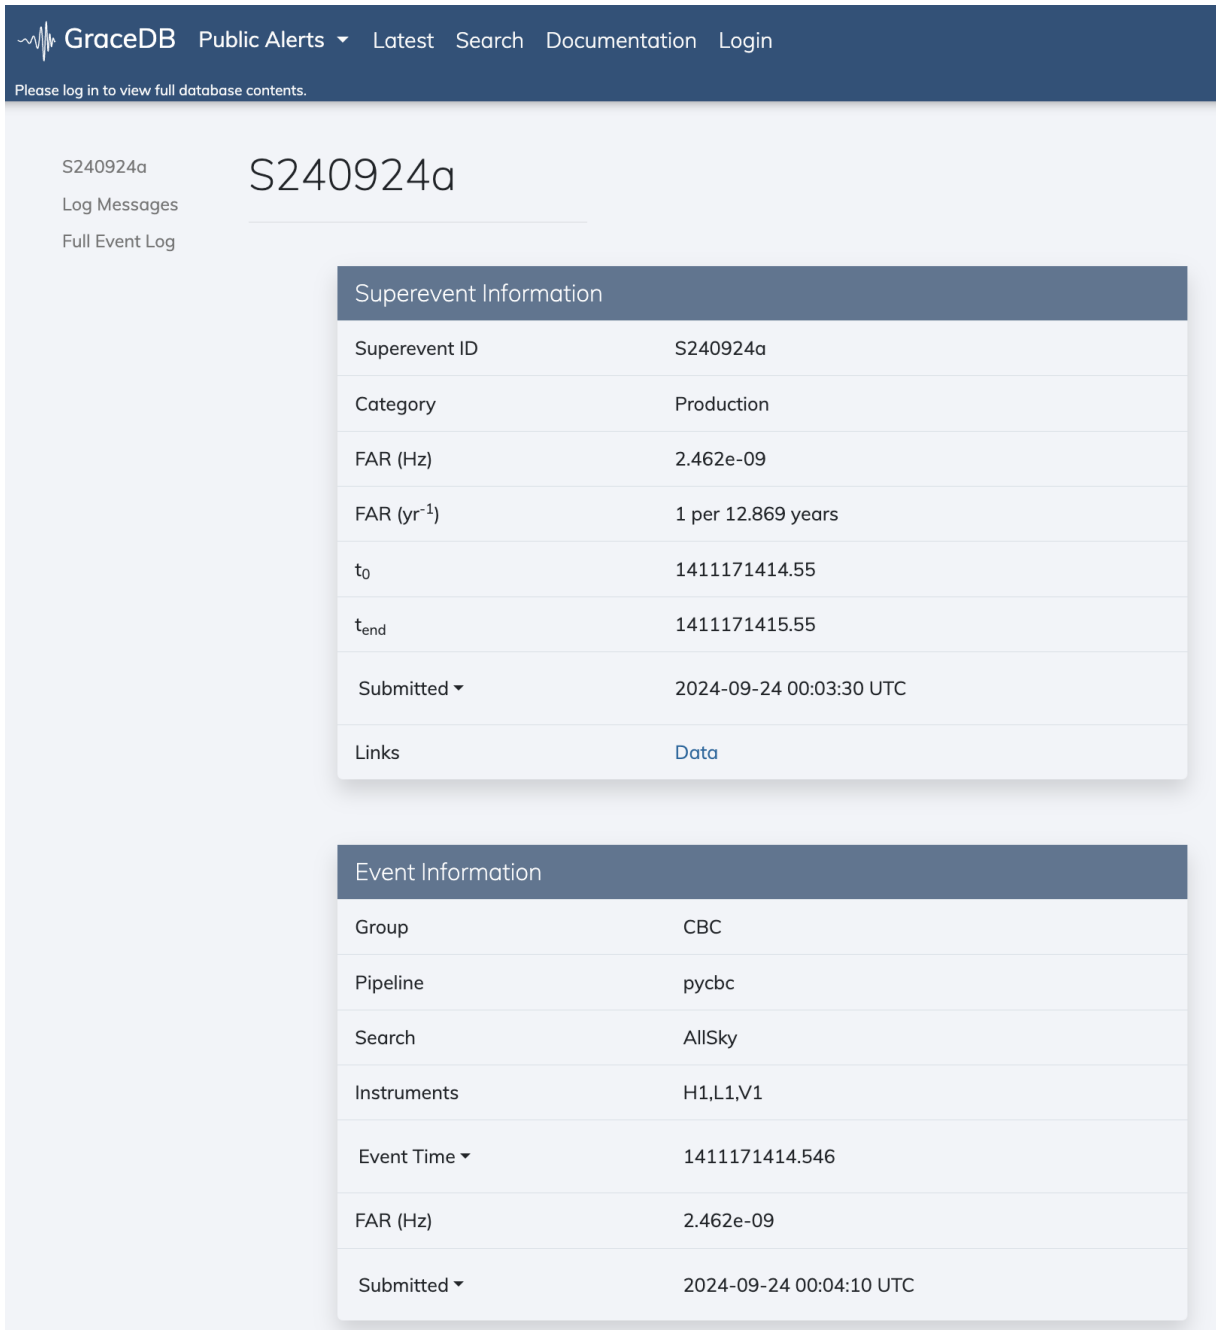 GraceDB Public Alerts Latest Search Documentation Login
Please log in to view full database contents.
S240924a
Log Messages
Full Event Log
S240924a
Superevent Information
Superevent ID S240924a
Category Production
FAR (Hz) 2.462e-09
FAR (yr⁻¹) 1 per 12.869 years
t₀ 1411171414.55
tₑₙd 1411171415.55
Submitted 2024-09-24 00:03:30 UTC
Links Data
Event Information
Group CBC
Pipeline pycbc
Search AllSky
Instruments H1,L1,V1
Event Time 1411171414.546
FAR (Hz) 2.462e-09
Submitted 2024-09-24 00:04:10 UTC